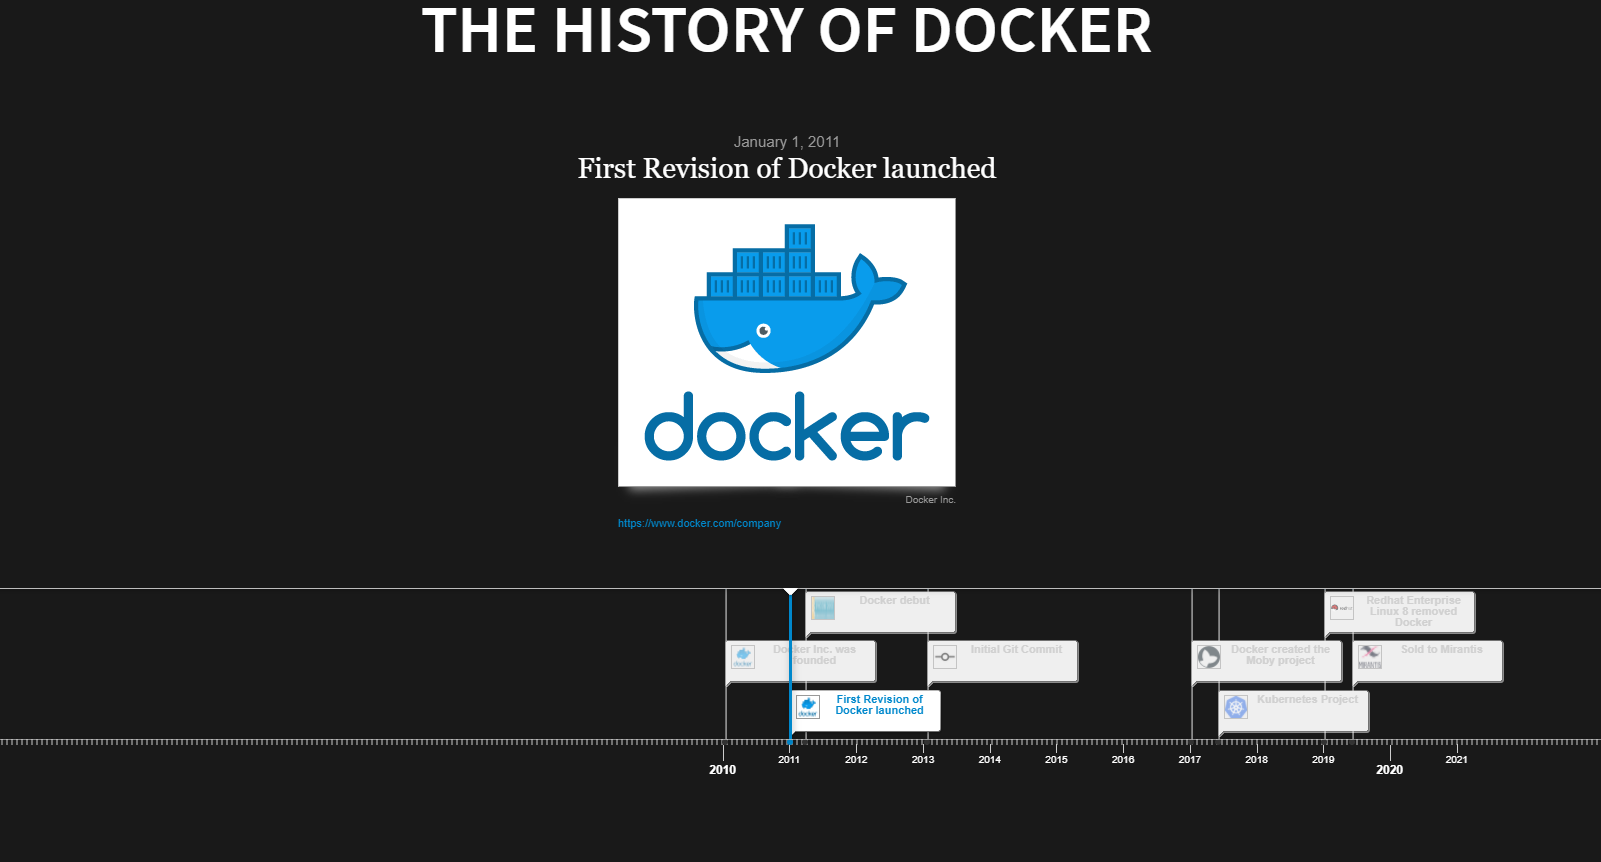 THE HISTORY OF DOCKER
January 1, 2011
First Revision of Docker launched
docker
Docker Inc.
https://www.docker.com/company
Docker debut
Redhat Enterprise
Linux 8 removed
Docker
Docker Inc. was
founded
docker
Initial Git Commit
Docker created the
Moby project
Sold to Mirantis
MIRANTIS
First Revision of
Docker launched
docker
Kubernetes Project
2010
2011
2012
2013
2014
2015
2016
2017
2018
2019
2020
2021